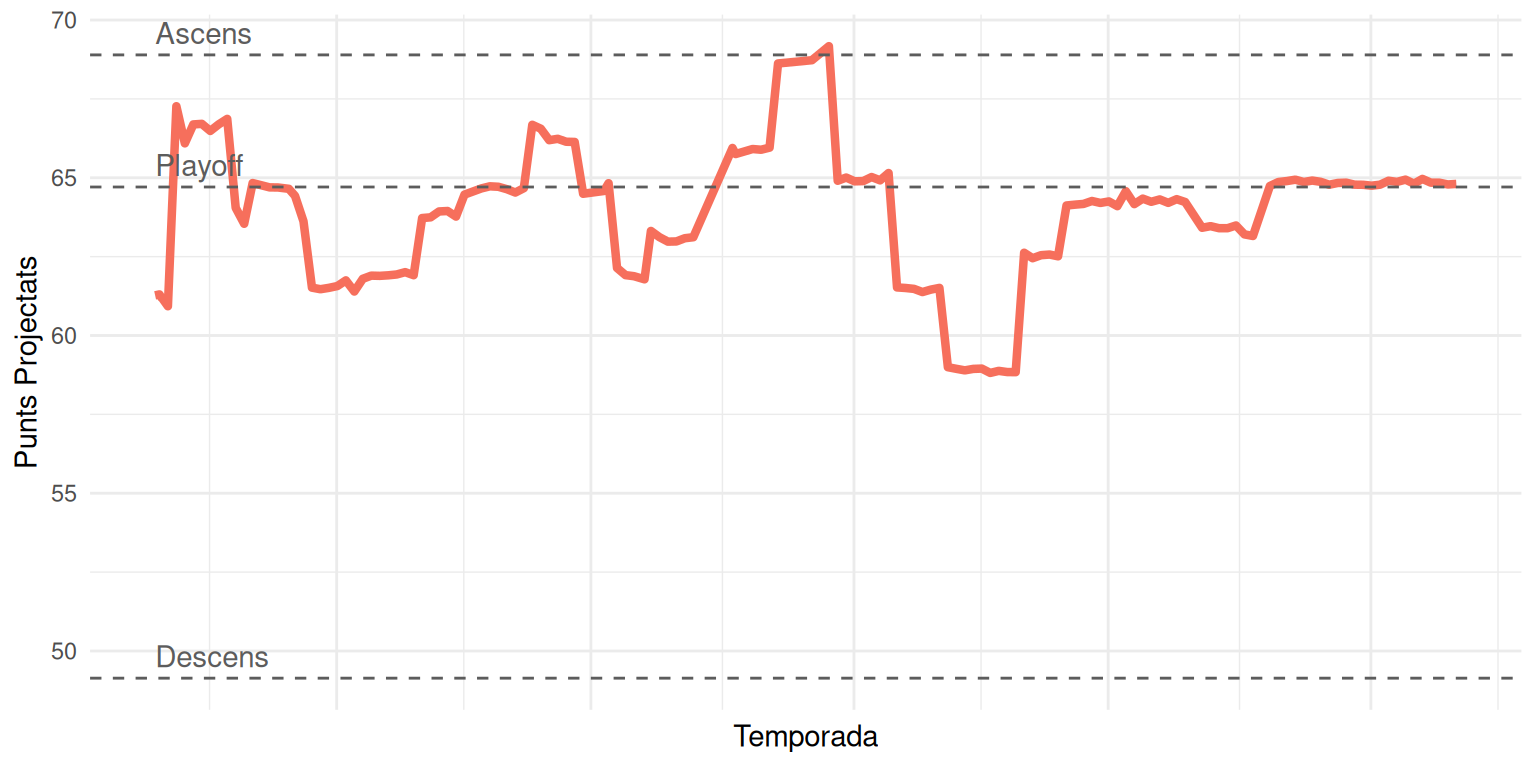 70
Ascens
Playoff
65
60
55
50
Descens
Punts Projectats
Temporada